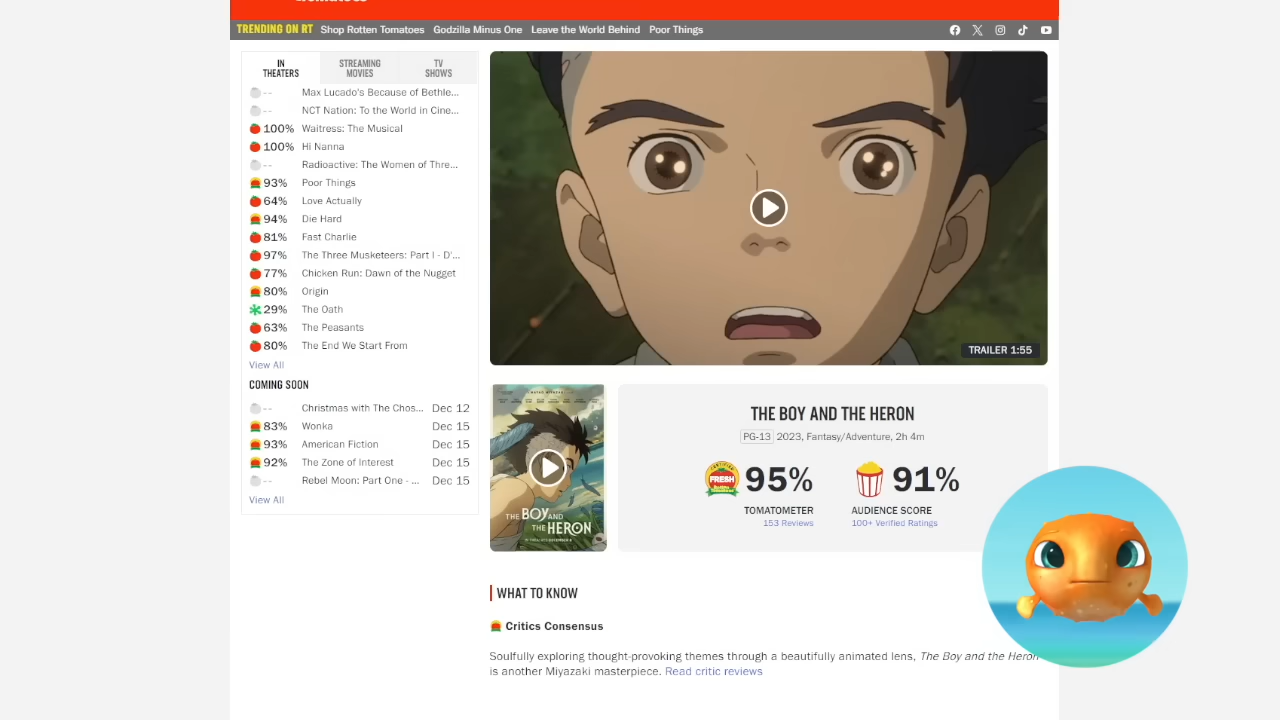 TRENDING ON RT Shop Rotten Tomatoes Godzilla Minus One Leave the World Behind Poor Things
IN THEATERS
STREAMING MOVIES
TV SHOWS
-- Max Lucado's Because of Bethle...
-- NCT Nation: To the World in Cine...
100% Waitress: The Musical
100% Hi Nanna
-- Radioactive: The Women of Thre...
93% Poor Things
64% Love Actually
94% Die Hard
81% Fast Charlie
97% The Three Musketeers: Part I - D'...
77% Chicken Run: Dawn of the Nugget
80% Origin
29% The Oath
63% The Peasants
80% The End We Start From
View All
COMING SOON
-- Christmas with The Chos... Dec 12
83% Wonka Dec 15
93% American Fiction Dec 15
92% The Zone of Interest Dec 15
-- Rebel Moon: Part One - ... Dec 15
View All
TRAILER 1:55
THE BOY AND
THE HERON
THE BOY AND THE HERON
PG-13 2023, Fantasy/Adventure, 2h 4m
FRESH 95% 91%
TOMATOMETER AUDIENCE SCORE
153 Reviews 100+ Verified Ratings
WHAT TO KNOW
Critics Consensus
Soulfully exploring thought-provoking themes through a beautifully animated lens, The Boy and the Heron
is another Miyazaki masterpiece. Read critic reviews